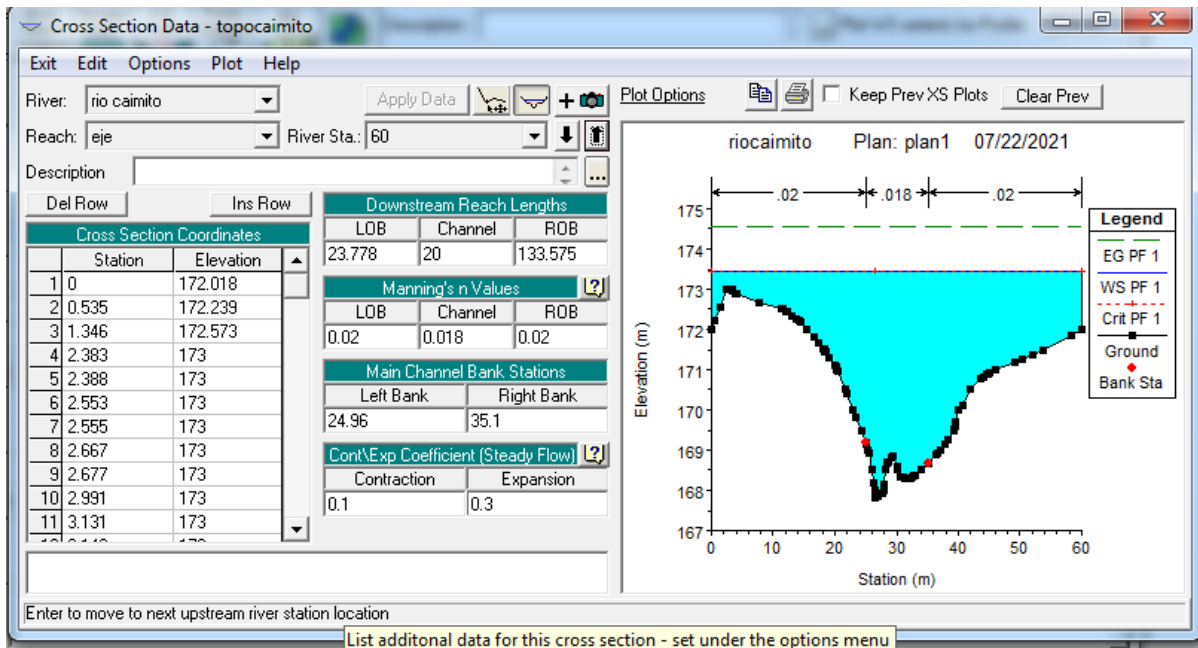 Cross Section Data - topocaimito
Exit Edit Options Plot Help
River: rio caimito
Apply Data
Reach: eje
River Sta.: 60
Description
Del Row
Ins Row
Cross Section Coordinates
Station Elevation
1 0 172.018
2 0.535 172.239
3 1.346 172.573
4 2.383 173
5 2.388 173
6 2.553 173
7 2.555 173
8 2.667 173
9 2.677 173
10 2.991 173
11 3.131 173
Downstream Reach Lengths
LOB Channel ROB
23.778 20 133.575
Manning's n Values
LOB Channel ROB
0.02 0.018 0.02
Main Channel Bank Stations
Left Bank Right Bank
24.96 35.1
Cont\Exp Coefficient (Steady Flow)
Contraction Expansion
0.1 0.3
Plot Options
Keep Prev XS Plots
Clear Prev
riocaimito Plan: plan1 07/22/2021
.02 .018 .02
175
174
173
172
171
170
169
168
167
Elevation (m)
0 10 20 30 40 50 60
Station (m)
Legend
EG PF 1
WS PF 1
Crit PF 1
Ground
Bank Sta
Enter to move to next upstream river station location
List additonal data for this cross section - set under the options menu